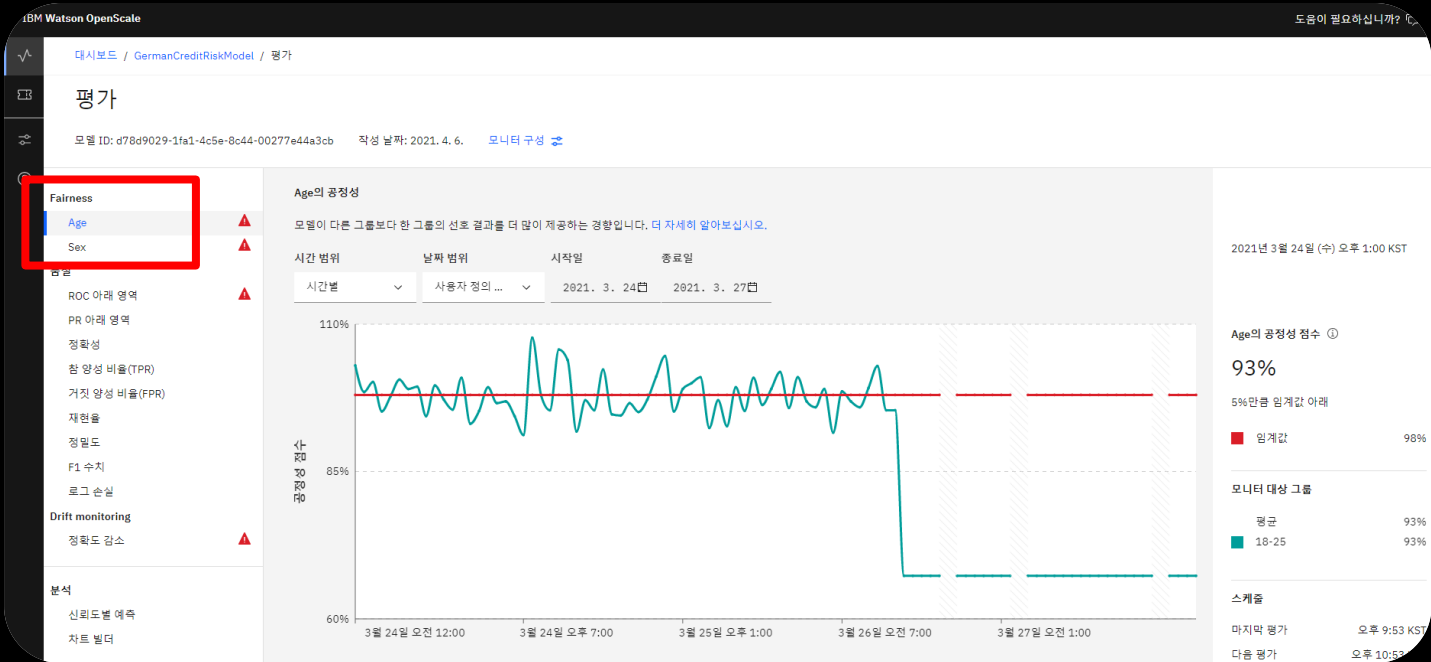 IBM Watson OpenScale
도움이 필요하십니까?
대시보드 / GermanCreditRiskModel / 평가
평가
모델 ID: d78d9029-1fa1-4c5e-8c44-00277e44a3cb 작성 날짜: 2021. 4. 6. 모니터 구성
Fairness
Age
Sex
품질
ROC 아래 영역
PR 아래 영역
정확성
참 양성 비율(TPR)
거짓 양성 비율(FPR)
재현율
정밀도
F1 수치
로그 손실
Drift monitoring
정확도 감소
분석
신뢰도별 예측
차트 빌더
Age의 공정성
모델이 다른 그룹보다 한 그룹의 선호 결과를 더 많이 제공하는 경향입니다. 더 자세히 알아보십시오.
시간 범위 날짜 범위 시작일 종료일
시간별 사용자 정의 ... 2021. 3. 24 2021. 3. 27
공정성 점수
110%
85%
60%
3월 24일 오전 12:00 3월 24일 오후 7:00 3월 25일 오후 1:00 3월 26일 오전 7:00 3월 27일 오전 1:00
2021년 3월 24일 (수) 오후 1:00 KST
Age의 공정성 점수
93%
5%만큼 임계값 아래
임계값 98%
모니터 대상 그룹
평균 93%
18-25 93%
스케줄
마지막 평가 오후 9:53 KST
다음 평가 오후 10:53